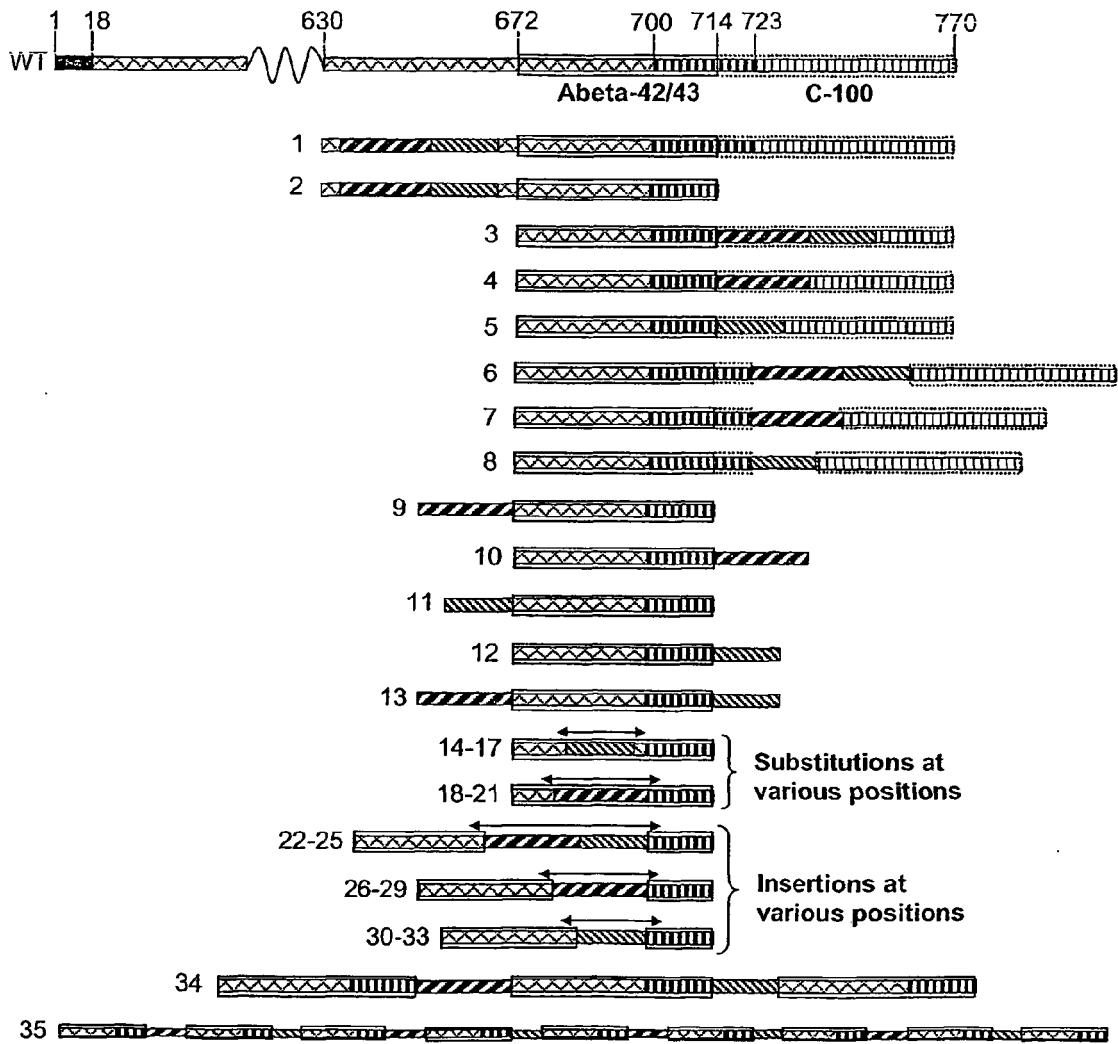 1 18 630 672 700 714 723 770
WT
Abeta-42/43 C-100
1
2
3
4
5
6
7
8
9
10
11
12
13
14-17
18-21
Substitutions at
various positions
22-25
26-29
30-33
Insertions at
various positions
34
35